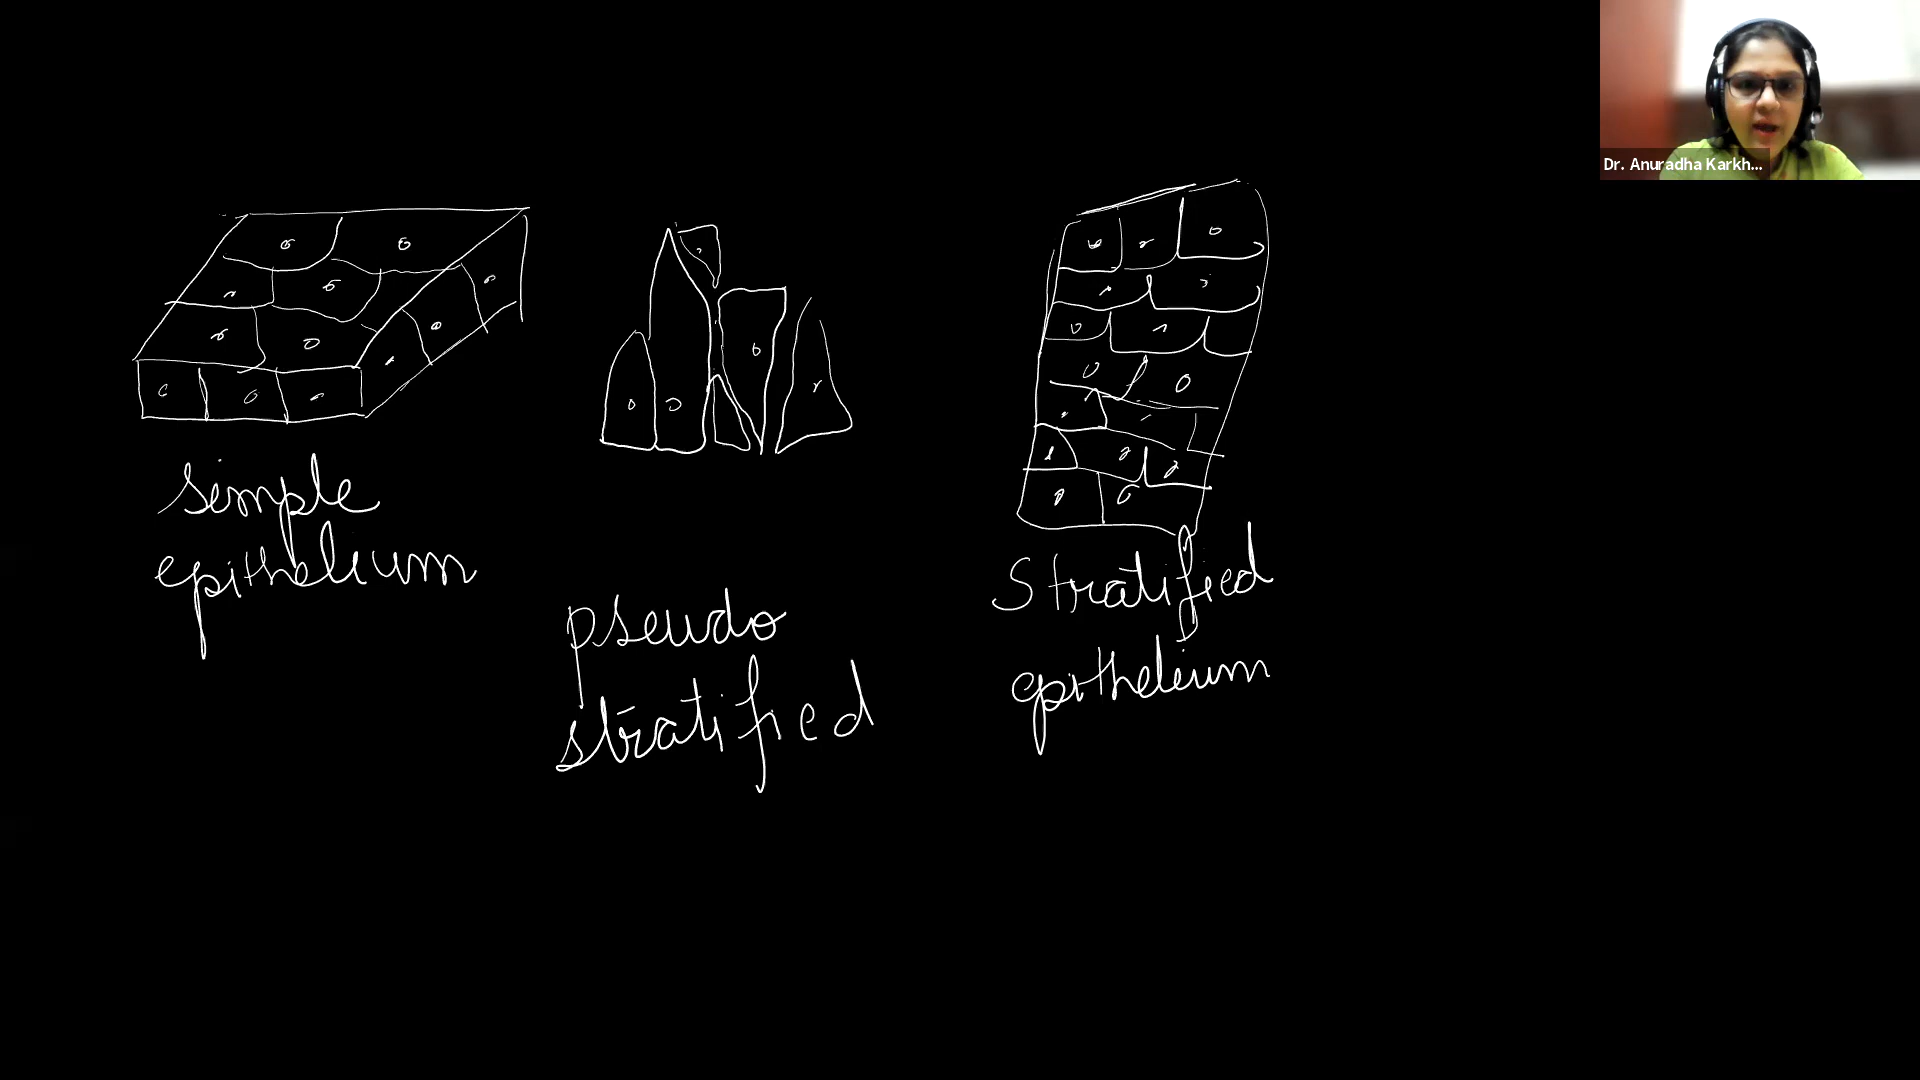 Dr. Anuradha Karkh...
simple
epithelium
pseudo
stratified
Stratified
epithelium